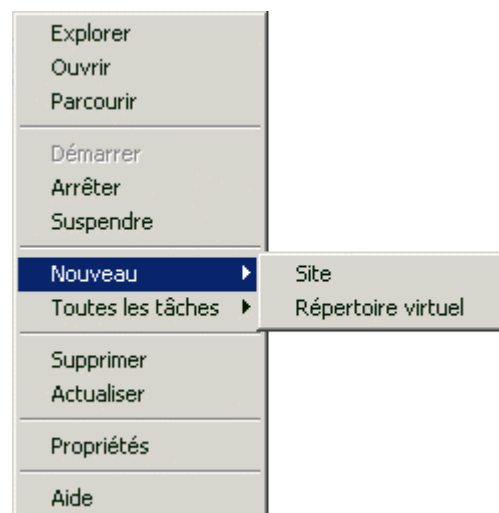 Explorer
Ouvrir
Parcourir
Démarrer
Arrêter
Suspendre
Nouveau
Site
Toutes les tâches
Répertoire virtuel
Supprimer
Actualiser
Propriétés
Aide